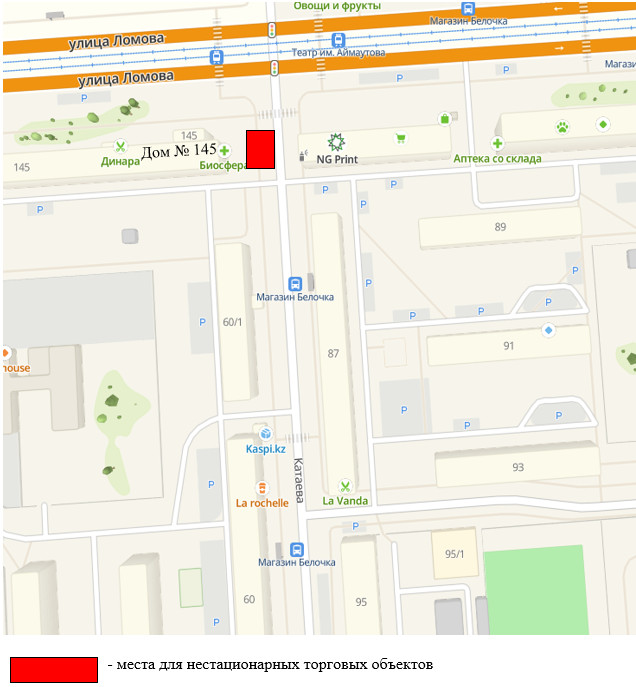 Овощи и фрукты
Магазин Белочка
улица Ломова
Театр им. Аймаутова
улица Ломова
Магази
P
P
P
145
Дом № 145
145
Динара
Биосфера
NG Print
Аптека со склада
P
P
P
P
P
89
P
P
Магазин Белочка
P
P
P
P
60/1
87
91
house
P
P
P
Kaspi.kz
Катаева
93
P
La rochelle
La Vanda
P
Магазин Белочка
95/1
60
95
P
- места для нестационарных торговых объектов